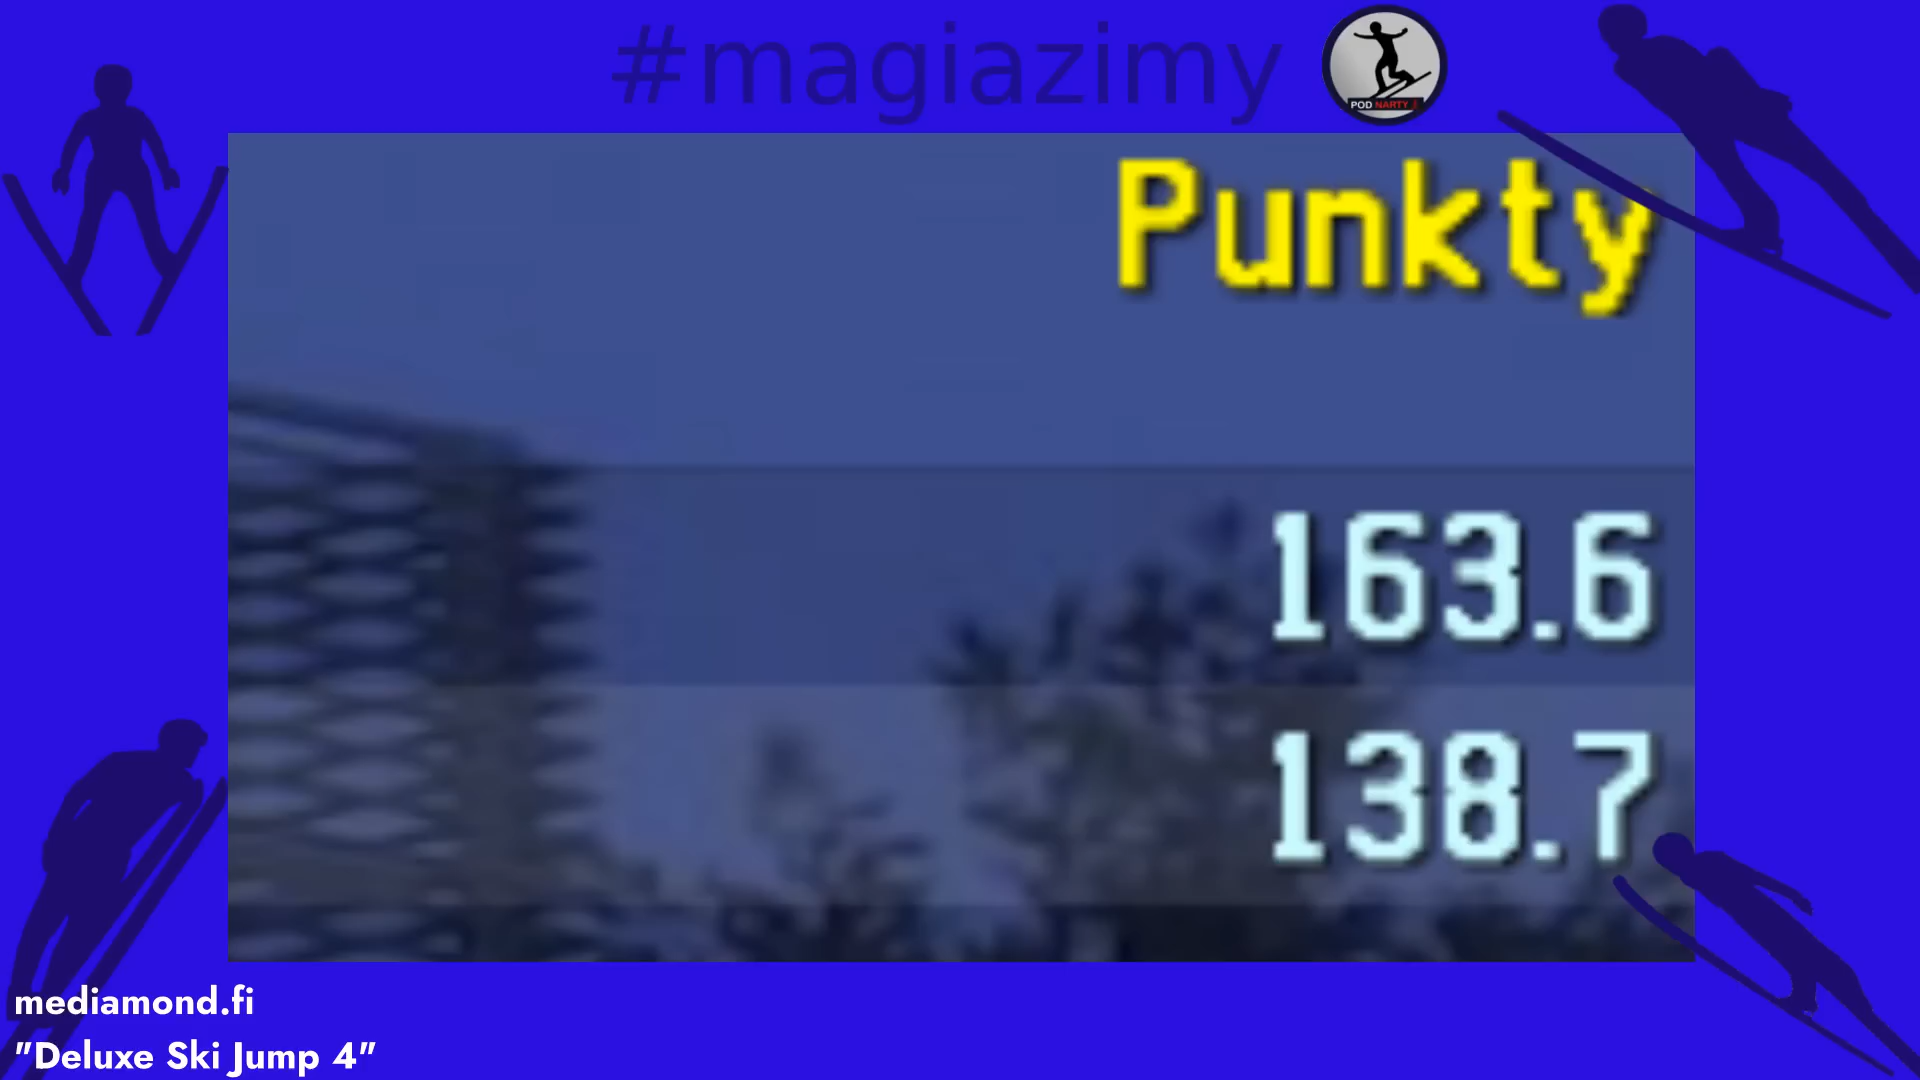 #magiazimy
POD NARTY
Punkty
163.6
138.7
mediamond.fi
"Deluxe Ski Jump 4"